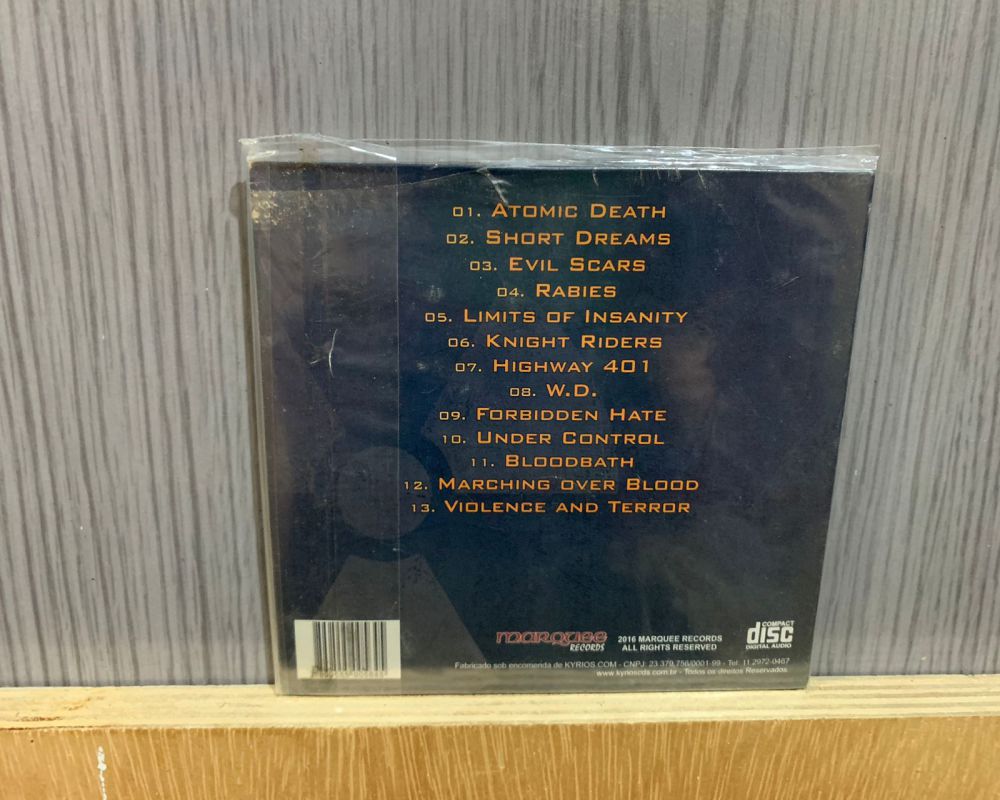 01. ATOMIC DEATH
02. SHORT DREAMS
03. EVIL SCARS
04. RABIES
05. LIMITS OF INSANITY
06. KNIGHT RIDERS
07. HIGHWAY 401
08. W.D.
09. FORBIDDEN HATE
10. UNDER CONTROL
11. BLOODBATH
12. MARCHING OVER BLOOD
13. VIOLENCE AND TERROR
MARQUEE RECORDS
2016 MARQUEE RECORDS
ALL RIGHTS RESERVED
COMPACT disc DIGITAL AUDIO
Fabricado sob encomenda de KYRIOS.COM - CNPJ: 23.379.756/0001-99 - Tel: 11 2972-0467
www.kyrioscds.com.br - Todos os direitos Reservados